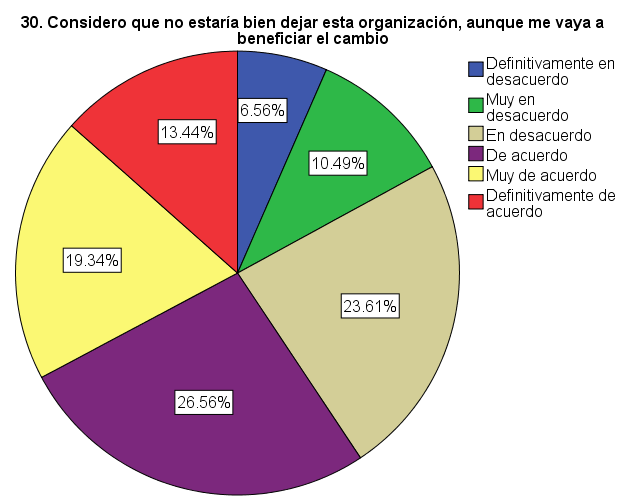 30. Considero que no estaría bien dejar esta organización, aunque me vaya a
beneficiar el cambio
Definitivamente en
desacuerdo
Muy en
desacuerdo
En desacuerdo
De acuerdo
Muy de acuerdo
Definitivamente de
acuerdo
6.56%
13.44%
10.49%
19.34%
23.61%
26.56%